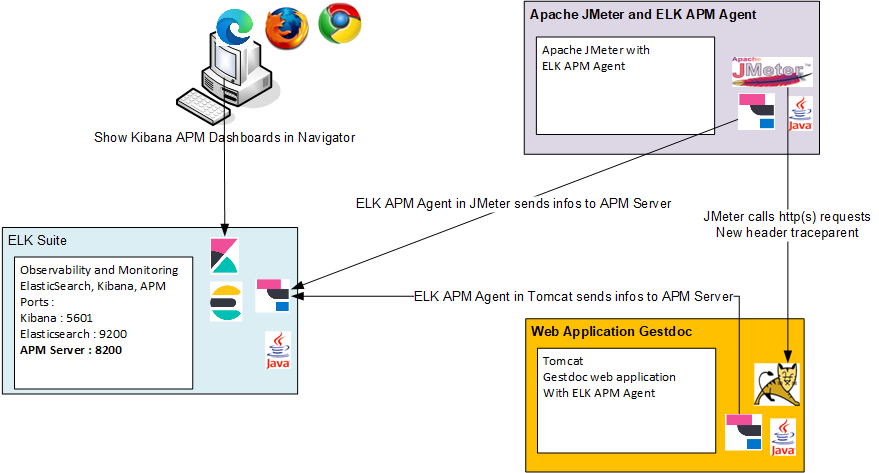 Apache JMeter and ELK APM Agent
Apache JMeter with
ELK APM Agent
Apache
JMeter™
Java
Show Kibana APM Dashboards in Navigator
ELK APM Agent in JMeter sends infos to APM Server
JMeter calls http(s) requests
New header traceparent
ELK Suite
Observability and Monitoring
ElasticSearch, Kibana, APM
Ports :
Kibana : 5601
Elasticsearch : 9200
APM Server : 8200
Java
ELK APM Agent in Tomcat sends infos to APM Server
Web Application Gestdoc
Tomcat
Gestdoc web application
With ELK APM Agent
Java